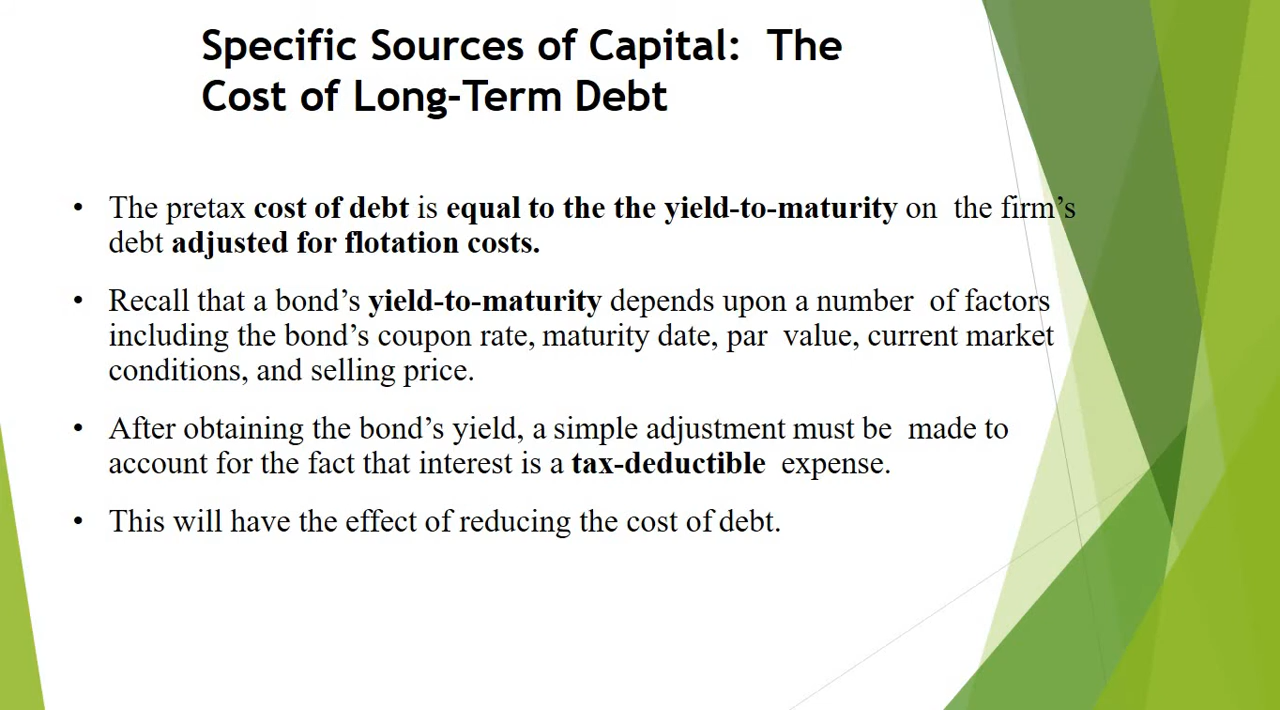 Specific Sources of Capital: The
Cost of Long-Term Debt
• The pretax cost of debt is equal to the the yield-to-maturity on the firm’s
debt adjusted for flotation costs.
• Recall that a bond’s yield-to-maturity depends upon a number of factors
including the bond’s coupon rate, maturity date, par value, current market
conditions, and selling price.
• After obtaining the bond’s yield, a simple adjustment must be made to
account for the fact that interest is a tax-deductible expense.
• This will have the effect of reducing the cost of debt.